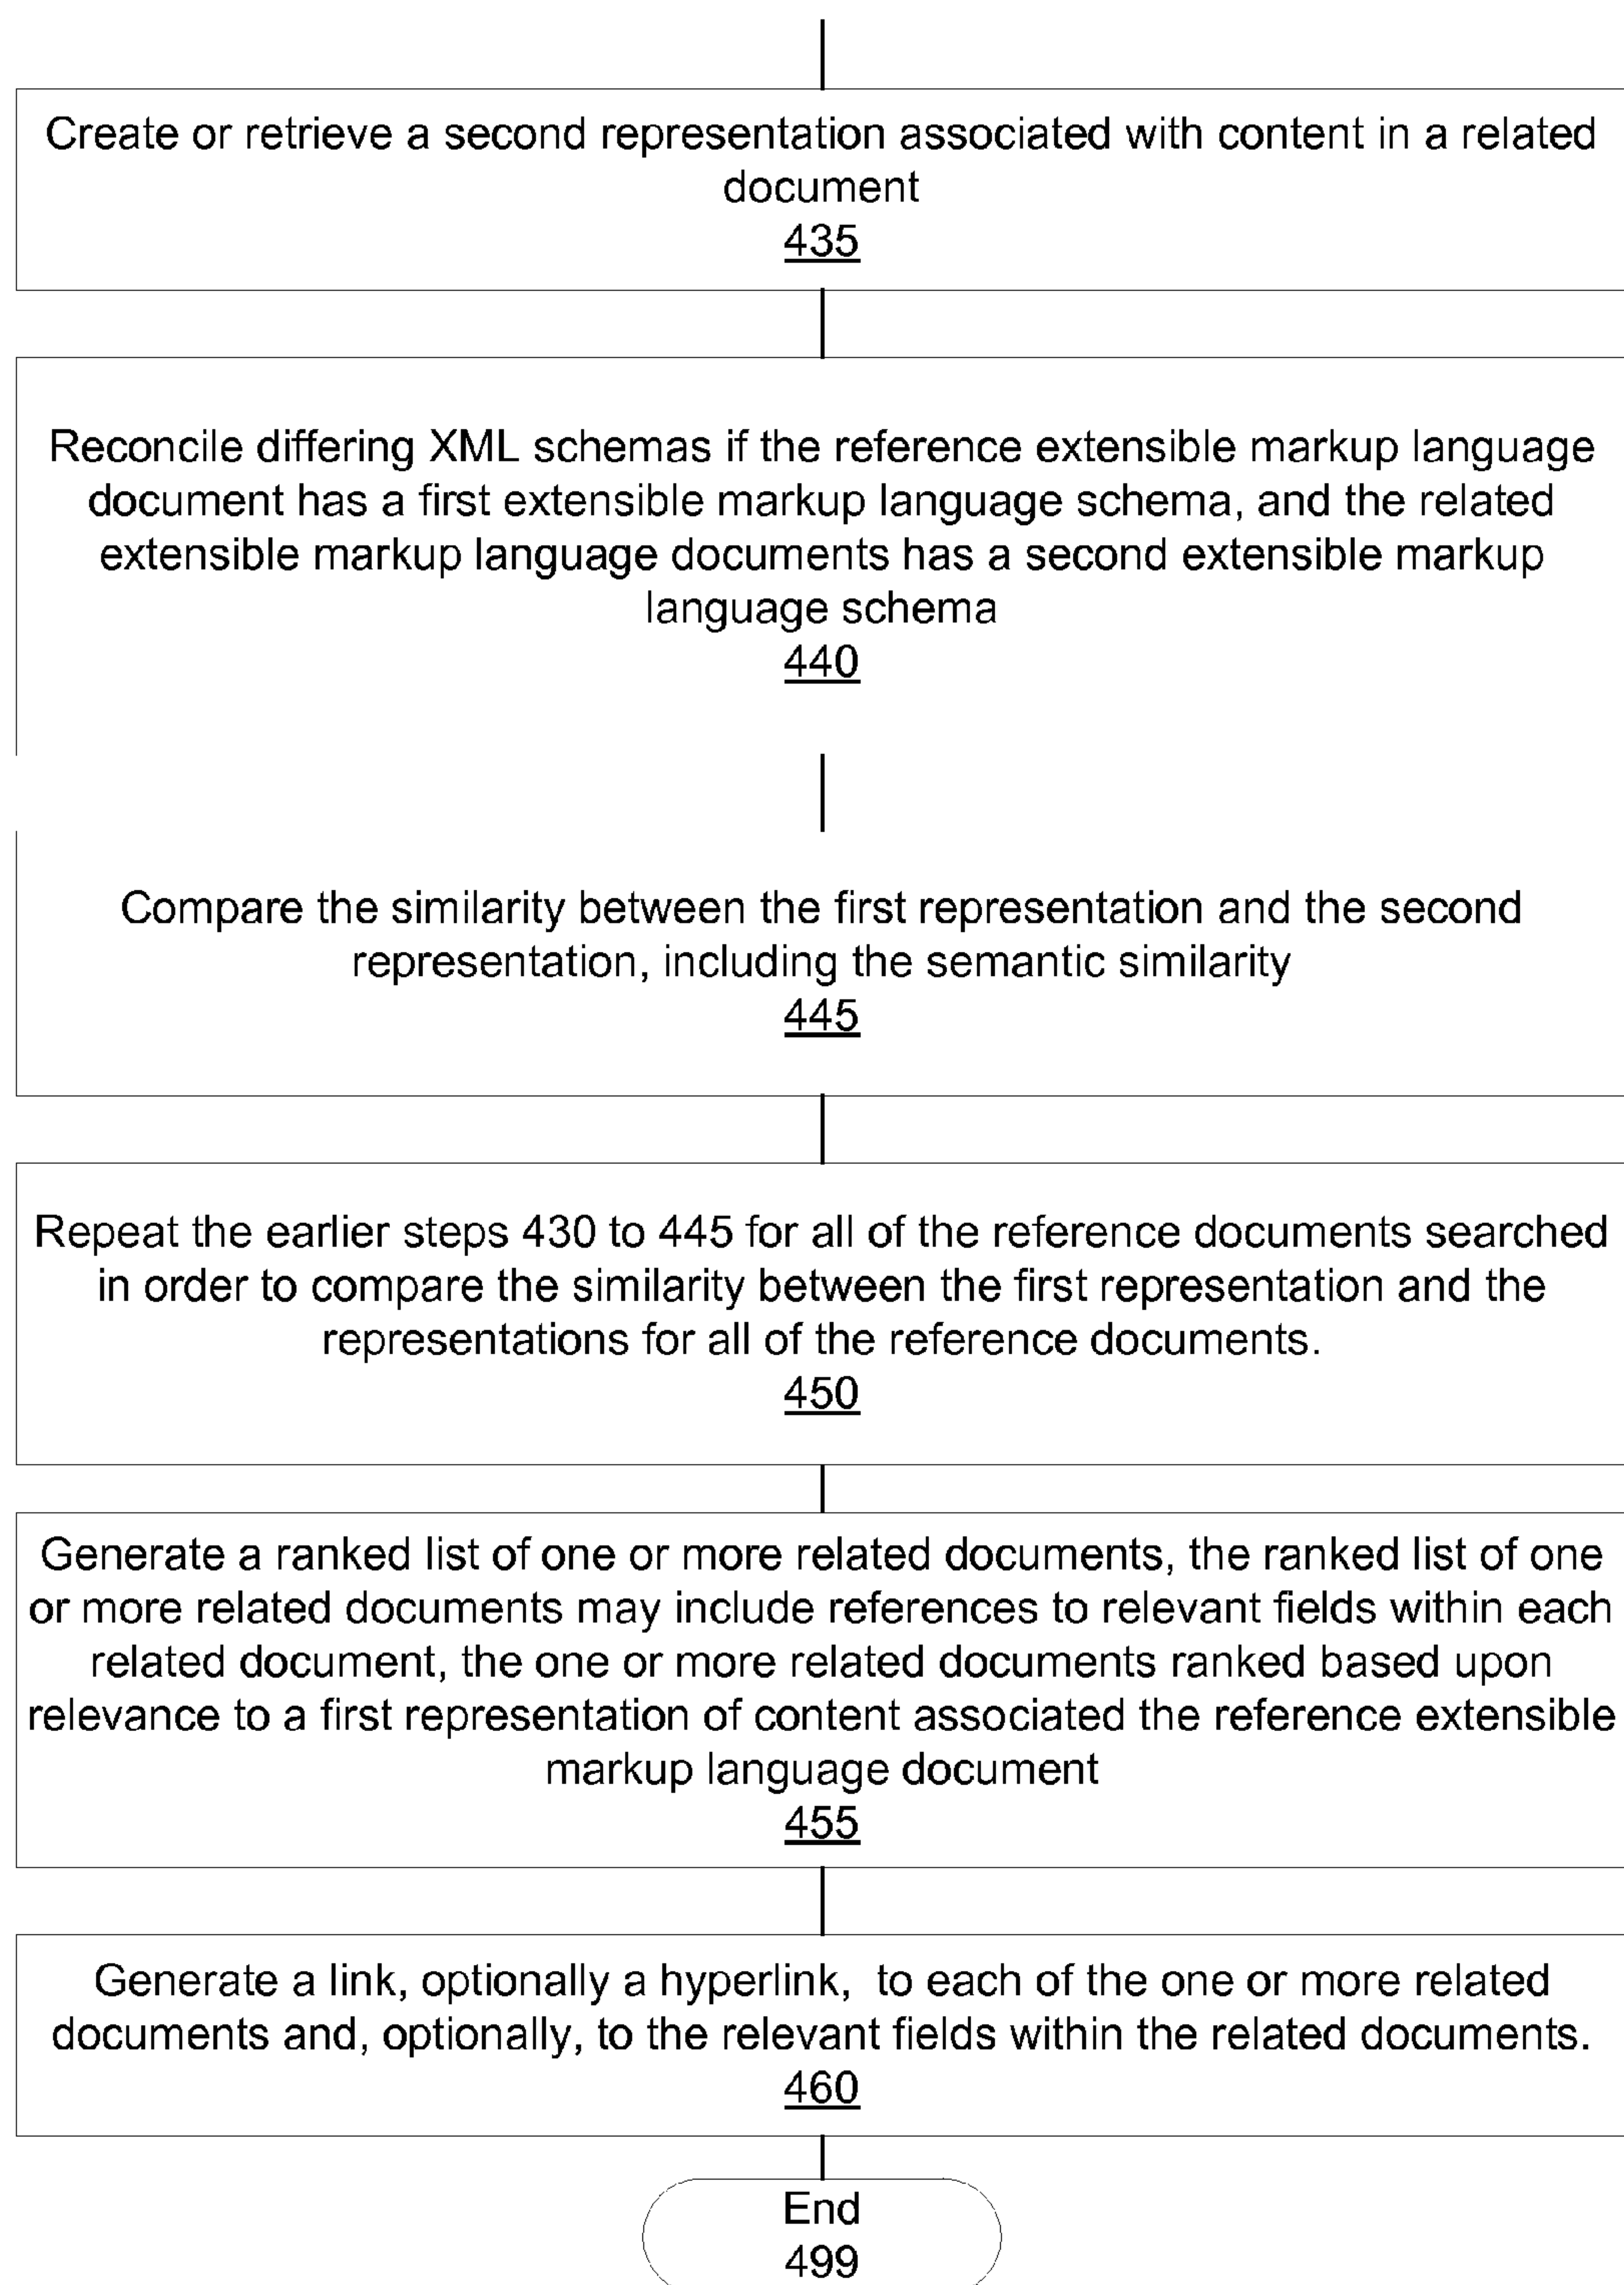 Create or retrieve a second representation associated with content in a related
document
435
Reconcile differing XML schemas if the reference extensible markup language
document has a first extensible markup language schema, and the related
extensible markup language documents has a second extensible markup
language schema
440
Compare the similarity between the first representation and the second
representation, including the semantic similarity
445
Repeat the earlier steps 430 to 445 for all of the reference documents searched
in order to compare the similarity between the first representation and the
representations for all of the reference documents.
450
Generate a ranked list of one or more related documents, the ranked list of one
or more related documents may include references to relevant fields within each
related document, the one or more related documents ranked based upon
relevance to a first representation of content associated the reference extensible
markup language document
455
Generate a link, optionally a hyperlink,  to each of the one or more related
documents and, optionally, to the relevant fields within the related documents.
460
End
499